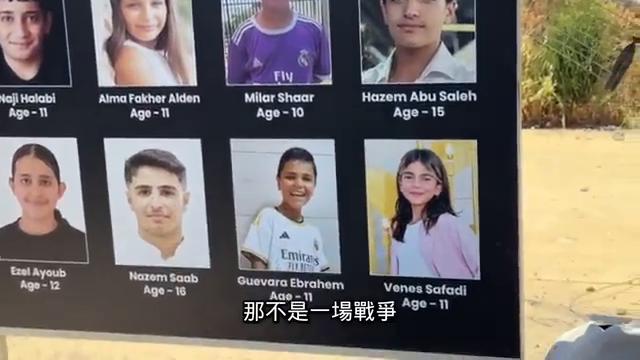 Naji Halabi
Age - 11
Alma Fakher Alden
Age - 11
Fly
Milar Shaar
Age - 10
Hazem Abu Saleh
Age - 15
Ezel Ayoub
Age - 12
Nazem Saab
Age - 16
Emirates
Guevara Ebrahem
Age - 11
Venes Safadi
Age - 11
那不是一場戰爭